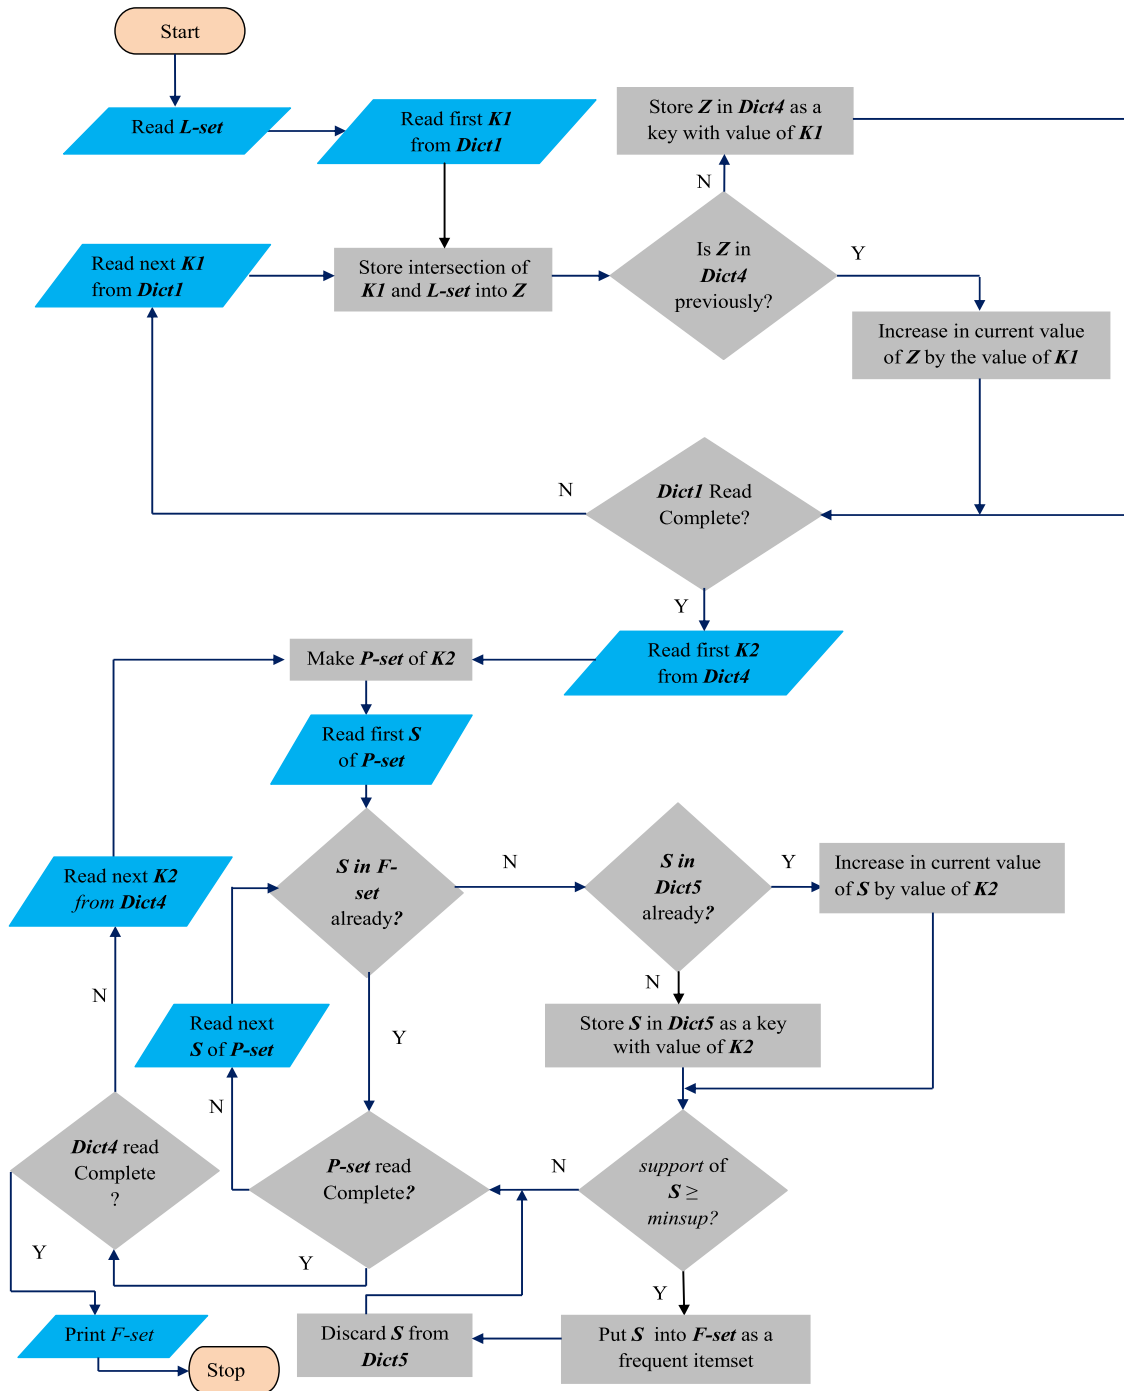 Start
Read L-set
Read first K1
from Dict1
Store Z in Dict4 as a
key with value of K1
N
Is Z in
Dict4
previously?
Y
Read next K1
from Dict1
Store intersection of
K1 and L-set into Z
Increase in current value
of Z by the value of K1
Dict1 Read
Complete?
N
Y
Make P-set of K2
Read first K2
from Dict4
Read first S
of P-set
S in F-
set
already?
N
S in
Dict5
already?
Y
Increase in current value
of S by value of K2
Read next K2
from Dict4
N
N
Store S in Dict5 as a key
with value of K2
Read next
S of P-set
Y
N
Dict4 read
Complete
?
P-set read
Complete?
N
support of
S ≥
minsup?
Y
Y
Y
Print F-set
Discard S from
Dict5
Put S into F-set as a
frequent itemset
Stop